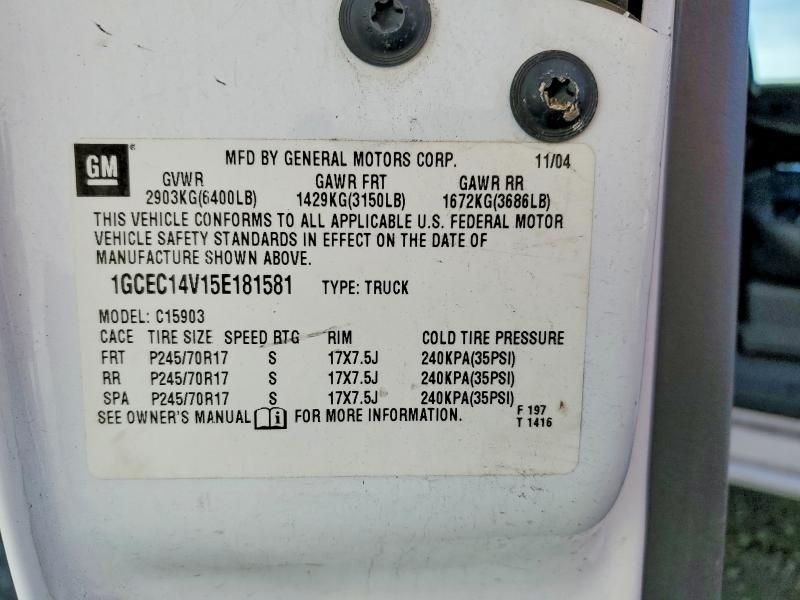 GM
MFD BY GENERAL MOTORS CORP. 11/04
GVWR GAWR FRT GAWR RR
2903KG(6400LB) 1429KG(3150LB) 1672KG(3686LB)
THIS VEHICLE CONFORMS TO ALL APPLICABLE U.S. FEDERAL MOTOR
VEHICLE SAFETY STANDARDS IN EFFECT ON THE DATE OF
MANUFACTURE SHOWN ABOVE.
1GCEC14V15E181581 TYPE: TRUCK
MODEL: C15903
CACE TIRE SIZE SPEED RTG RIM COLD TIRE PRESSURE
FRT P245/70R17 S 17X7.5J 240KPA(35PSI)
RR P245/70R17 S 17X7.5J 240KPA(35PSI)
SPA P245/70R17 S 17X7.5J 240KPA(35PSI)
SEE OWNER'S MANUAL i FOR MORE INFORMATION.
F 197
T 1416